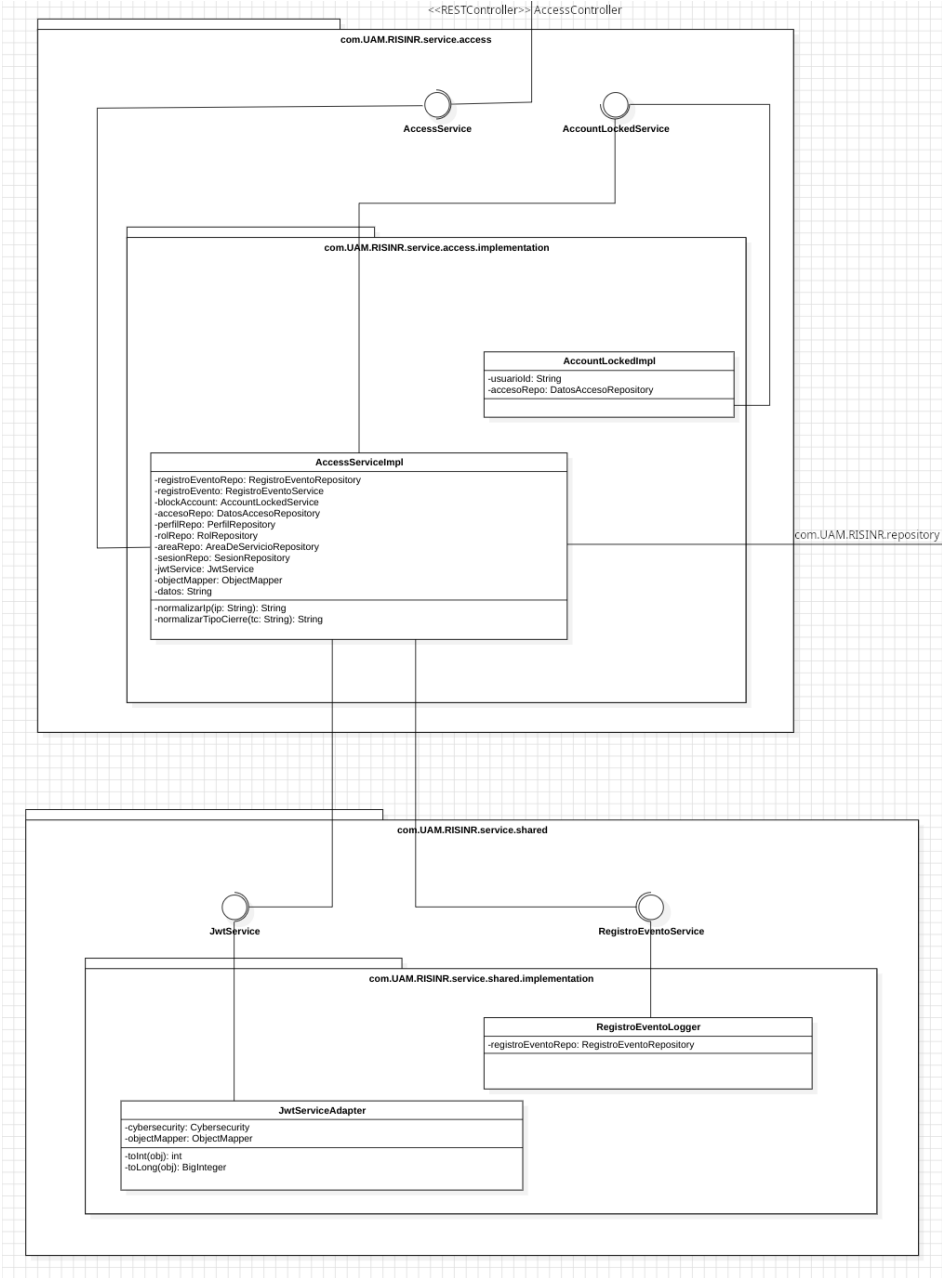 <<RESTController>> AccessController
com.UAM.RISINR.service.access
AccessService
AccountLockedService
com.UAM.RISINR.service.access.implementation
AccountLockedImpl
-usuarioId: String
-accesoRepo: DatosAccesoRepository
AccessServiceImpl
-registroEventoRepo: RegistroEventoRepository
-registroEvento: RegistroEventoService
-blockAccount: AccountLockedService
-accesoRepo: DatosAccesoRepository
-perfilRepo: PerfilRepository
-rolRepo: RolRepository
-areaRepo: AreaDeServicioRepository
-sesionRepo: SesionRepository
-jwtService: JwtService
-objectMapper: ObjectMapper
-datos: String
-normalizarIp(ip: String): String
-normalizarTipoCierre(tc: String): String
com.UAM.RISINR.repository
com.UAM.RISINR.service.shared
JwtService
RegistroEventoService
com.UAM.RISINR.service.shared.implementation
RegistroEventoLogger
-registroEventoRepo: RegistroEventoRepository
JwtServiceAdapter
-cybersecurity: Cybersecurity
-objectMapper: ObjectMapper
-toInt(obj): int
-toLong(obj): BigInteger